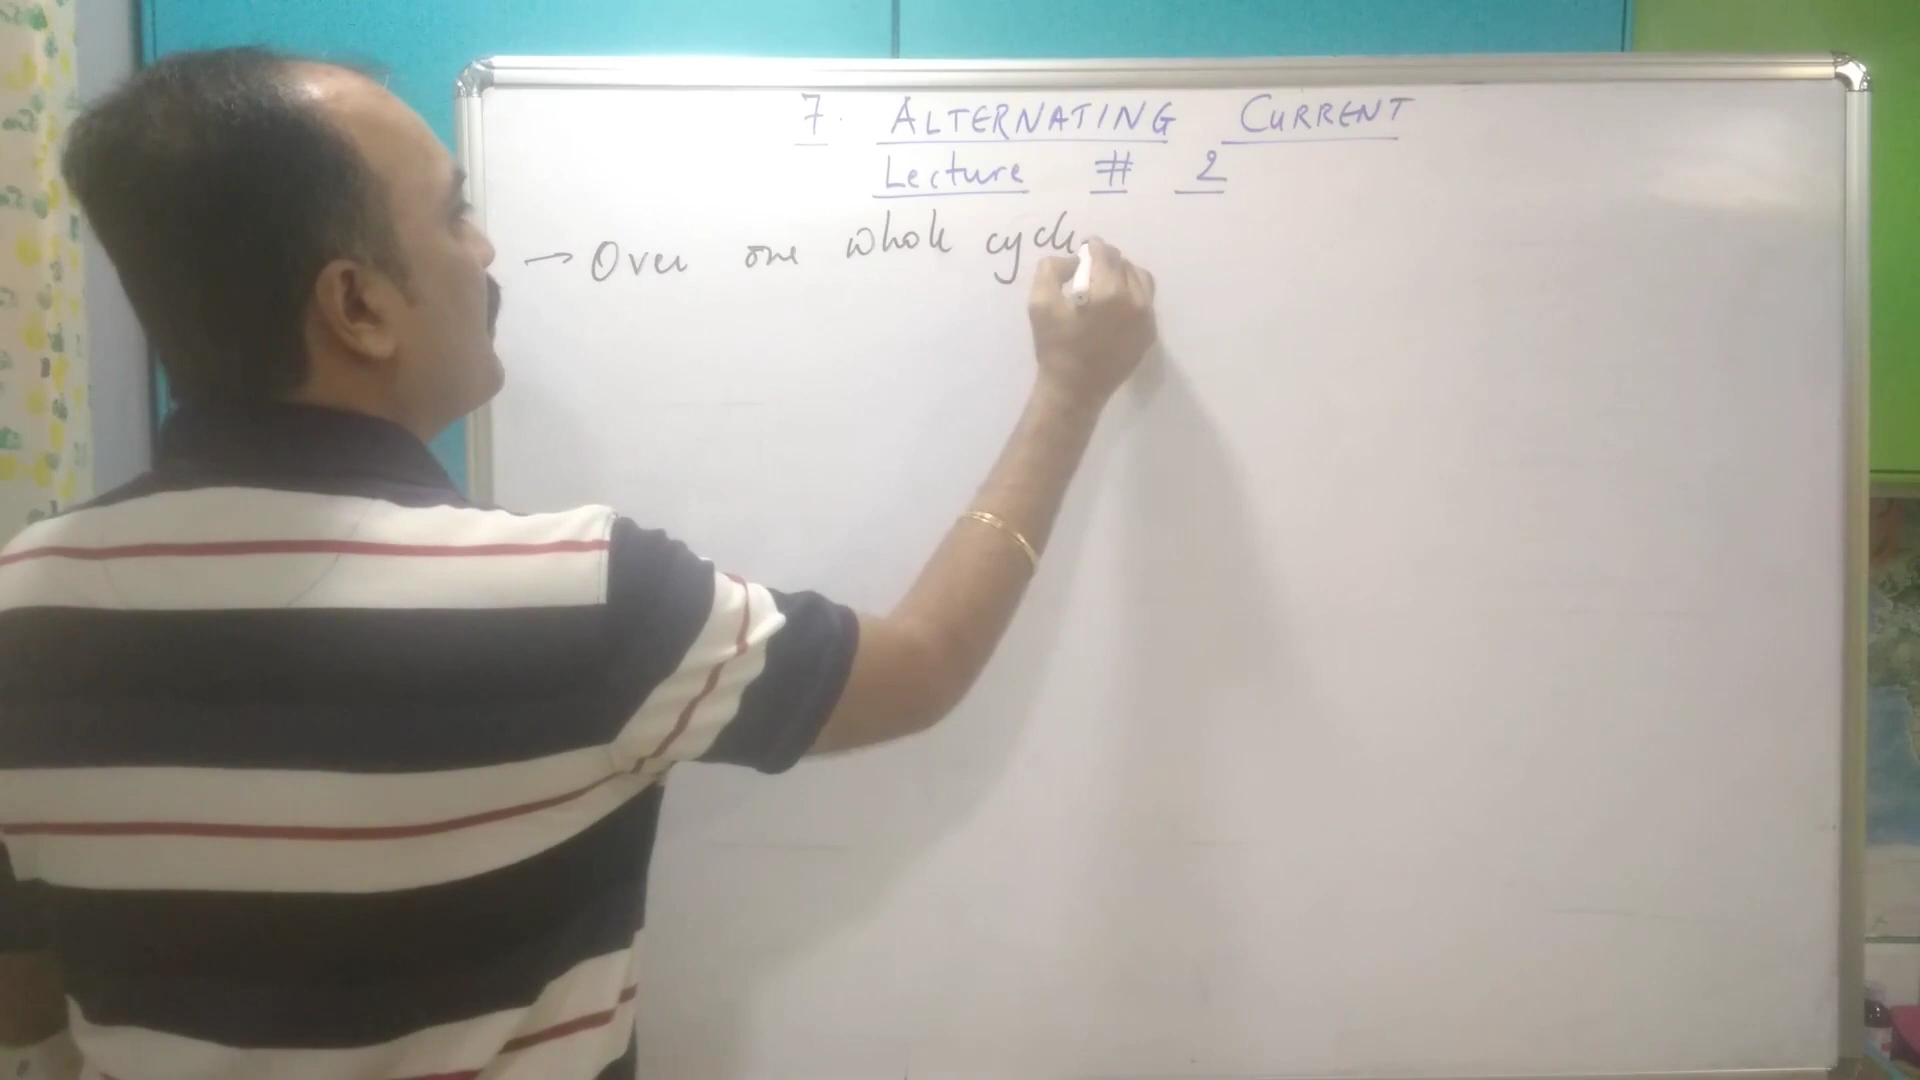 7. ALTERNATING CURRENT
Lecture # 2
→ Over one whole cycle